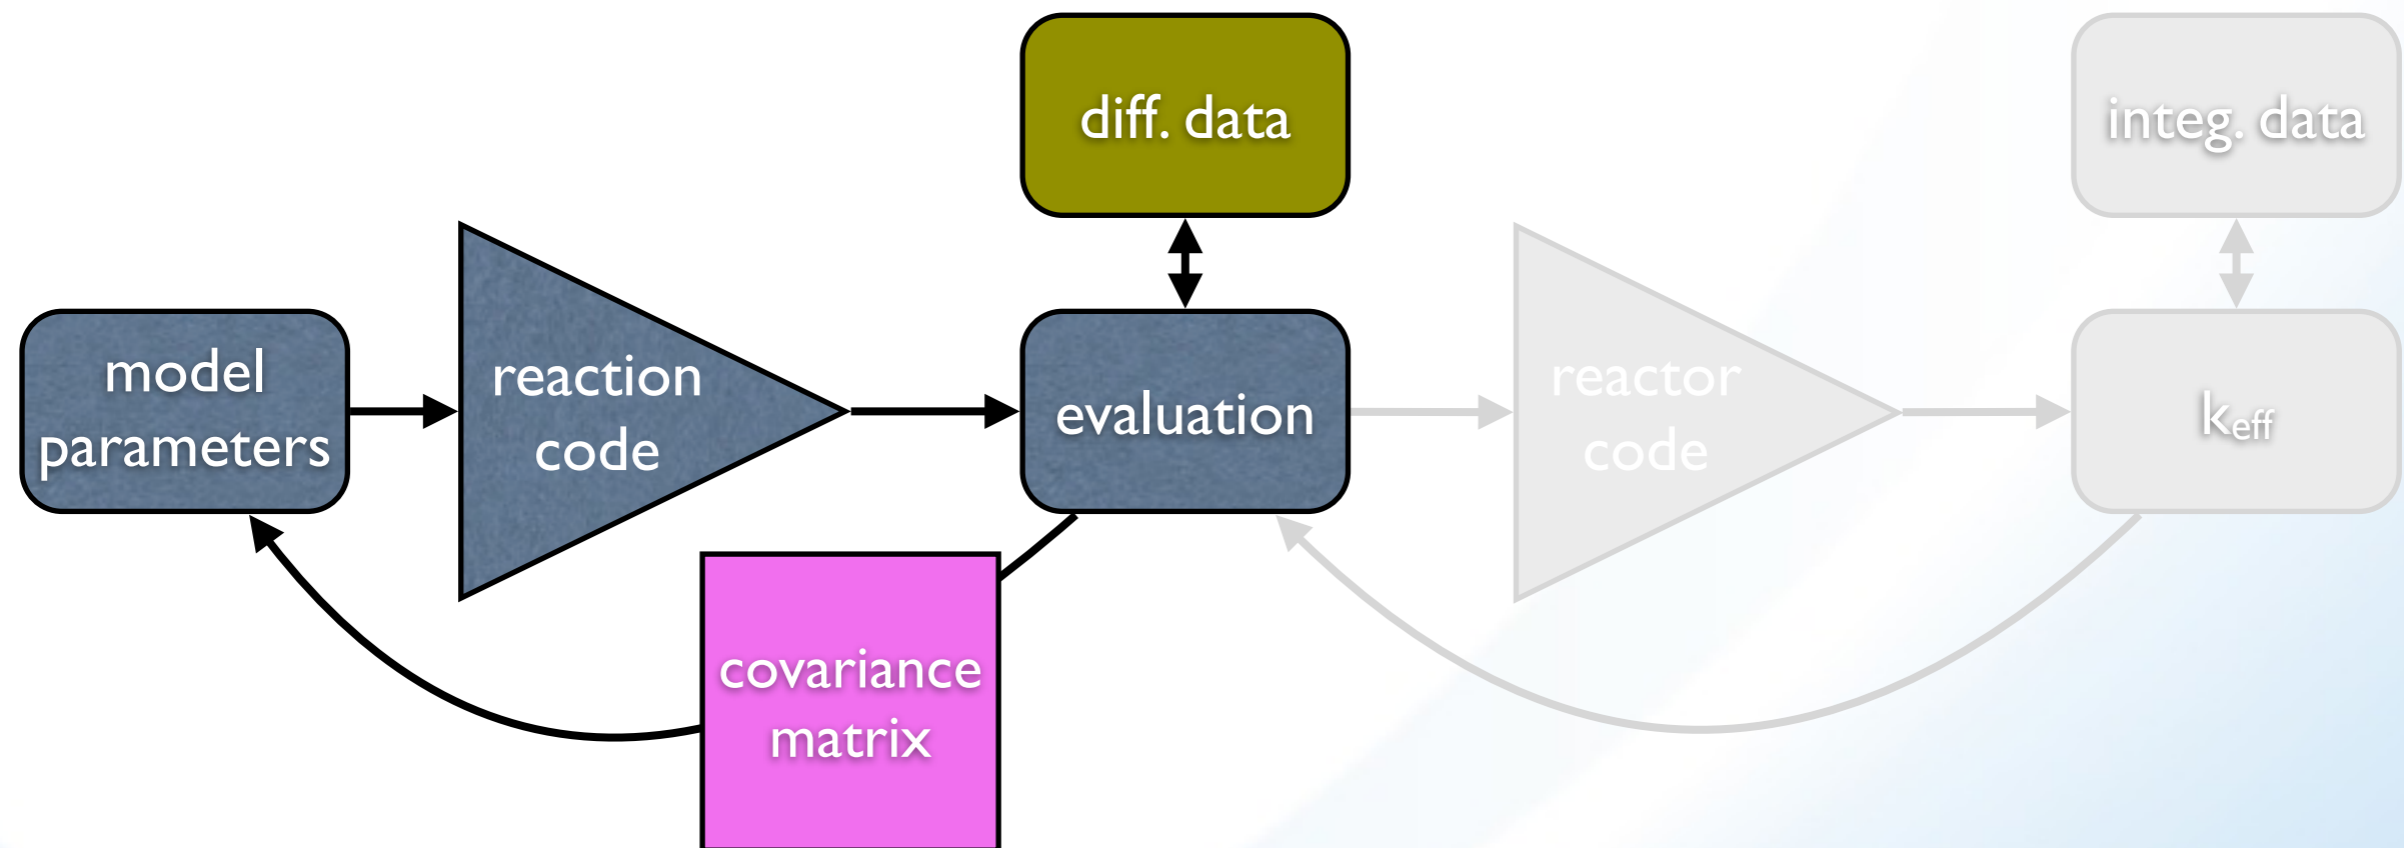 diff. data
integ. data
model
parameters
reaction
code
evaluation
reactor
code
keff
covariance
matrix